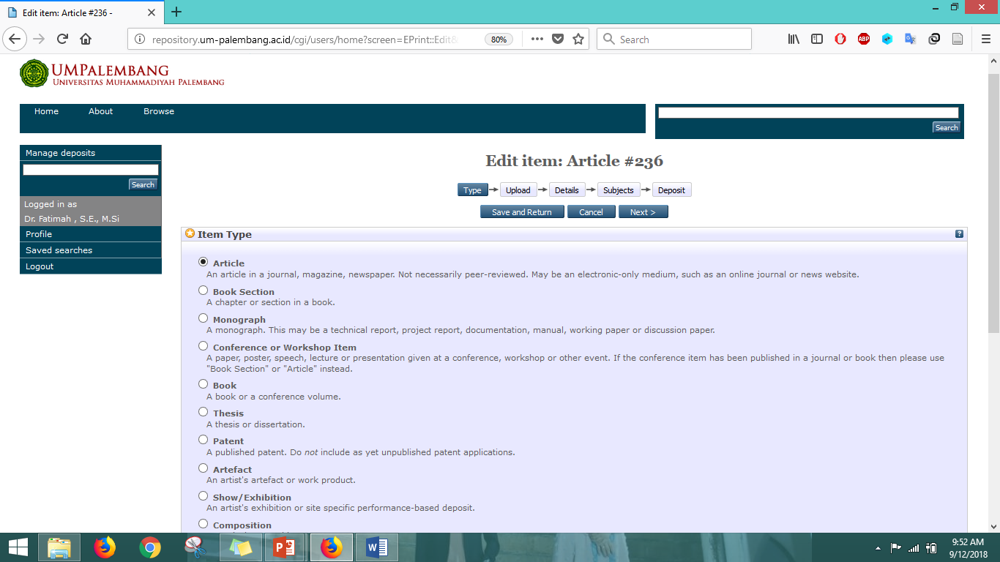 Edit item: Article #236 -
repository.um-palembang.ac.id/cgi/users/home?screen=EPrint::Edit&
80%
Search
ABP
UMPALEMBANG
UNIVERSITAS MUHAMMADIYAH PALEMBANG
Home About Browse
Search
Manage deposits
Search
Logged in as
Dr. Fatimah , S.E., M.Si
Profile
Saved searches
Logout
Edit item: Article #236
Type Upload Details Subjects Deposit
Save and Return Cancel Next >
Item Type
?
Article
An article in a journal, magazine, newspaper. Not necessarily peer-reviewed. May be an electronic-only medium, such as an online journal or news website.
Book Section
A chapter or section in a book.
Monograph
A monograph. This may be a technical report, project report, documentation, manual, working paper or discussion paper.
Conference or Workshop Item
A paper, poster, speech, lecture or presentation given at a conference, workshop or other event. If the conference item has been published in a journal or book then please use
"Book Section" or "Article" instead.
Book
A book or a conference volume.
Thesis
A thesis or dissertation.
Patent
A published patent. Do not include as yet unpublished patent applications.
Artefact
An artist's artefact or work product.
Show/Exhibition
An artist's exhibition or site specific performance-based deposit.
Composition
9:52 AM
9/12/2018